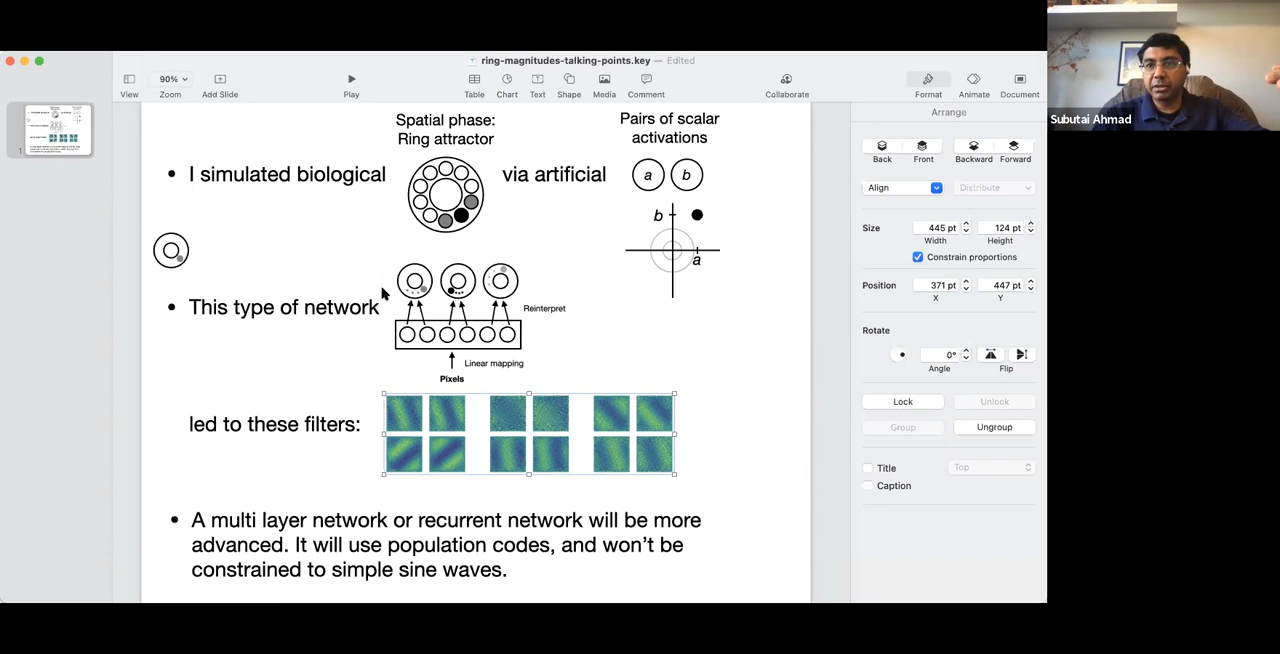 ring-magnitudes-talking-points.key — Edited
90%
View
Zoom
Add Slide
Play
Table
Chart
Text
Shape
Media
Comment
Collaborate
Format
Animate
Document
Subutai Ahmad
1
Spatial phase:
Ring attractor
Pairs of scalar
activations
• I simulated biological
via artificial
a
b
b
a
• This type of network
Reinterpret
Linear mapping
Pixels
led to these filters:
• A multi layer network or recurrent network will be more
advanced. It will use population codes, and won't be
constrained to simple sine waves.
Arrange
Back
Front
Backward
Forward
Align
Distribute
Size
445 pt
124 pt
Width
Height
Constrain proportions
Position
371 pt
447 pt
X
Y
Rotate
0°
Angle
Flip
Lock
Unlock
Group
Ungroup
Title
Top
Caption